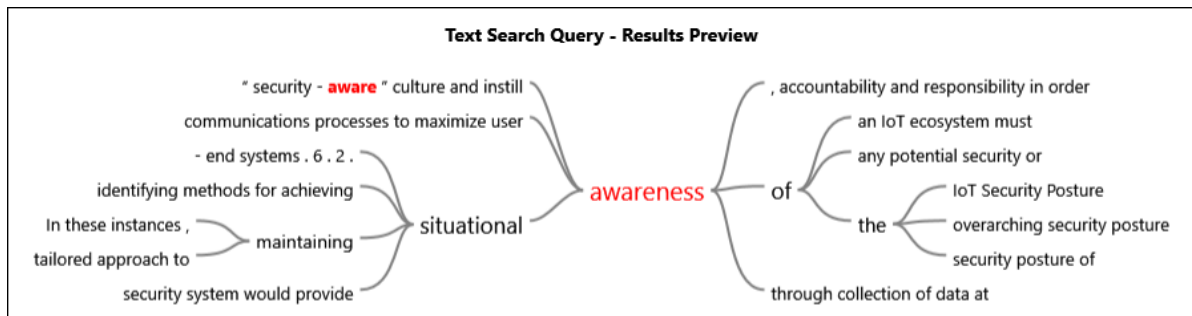 Text Search Query - Results Preview
" security - aware " culture and instill
communications processes to maximize user
- end systems . 6 . 2 .
identifying methods for achieving
In these instances ,
tailored approach to
maintaining
security system would provide
situational
awareness
, accountability and responsibility in order
of
an IoT ecosystem must
any potential security or
the
IoT Security Posture
overarching security posture
security posture of
through collection of data at